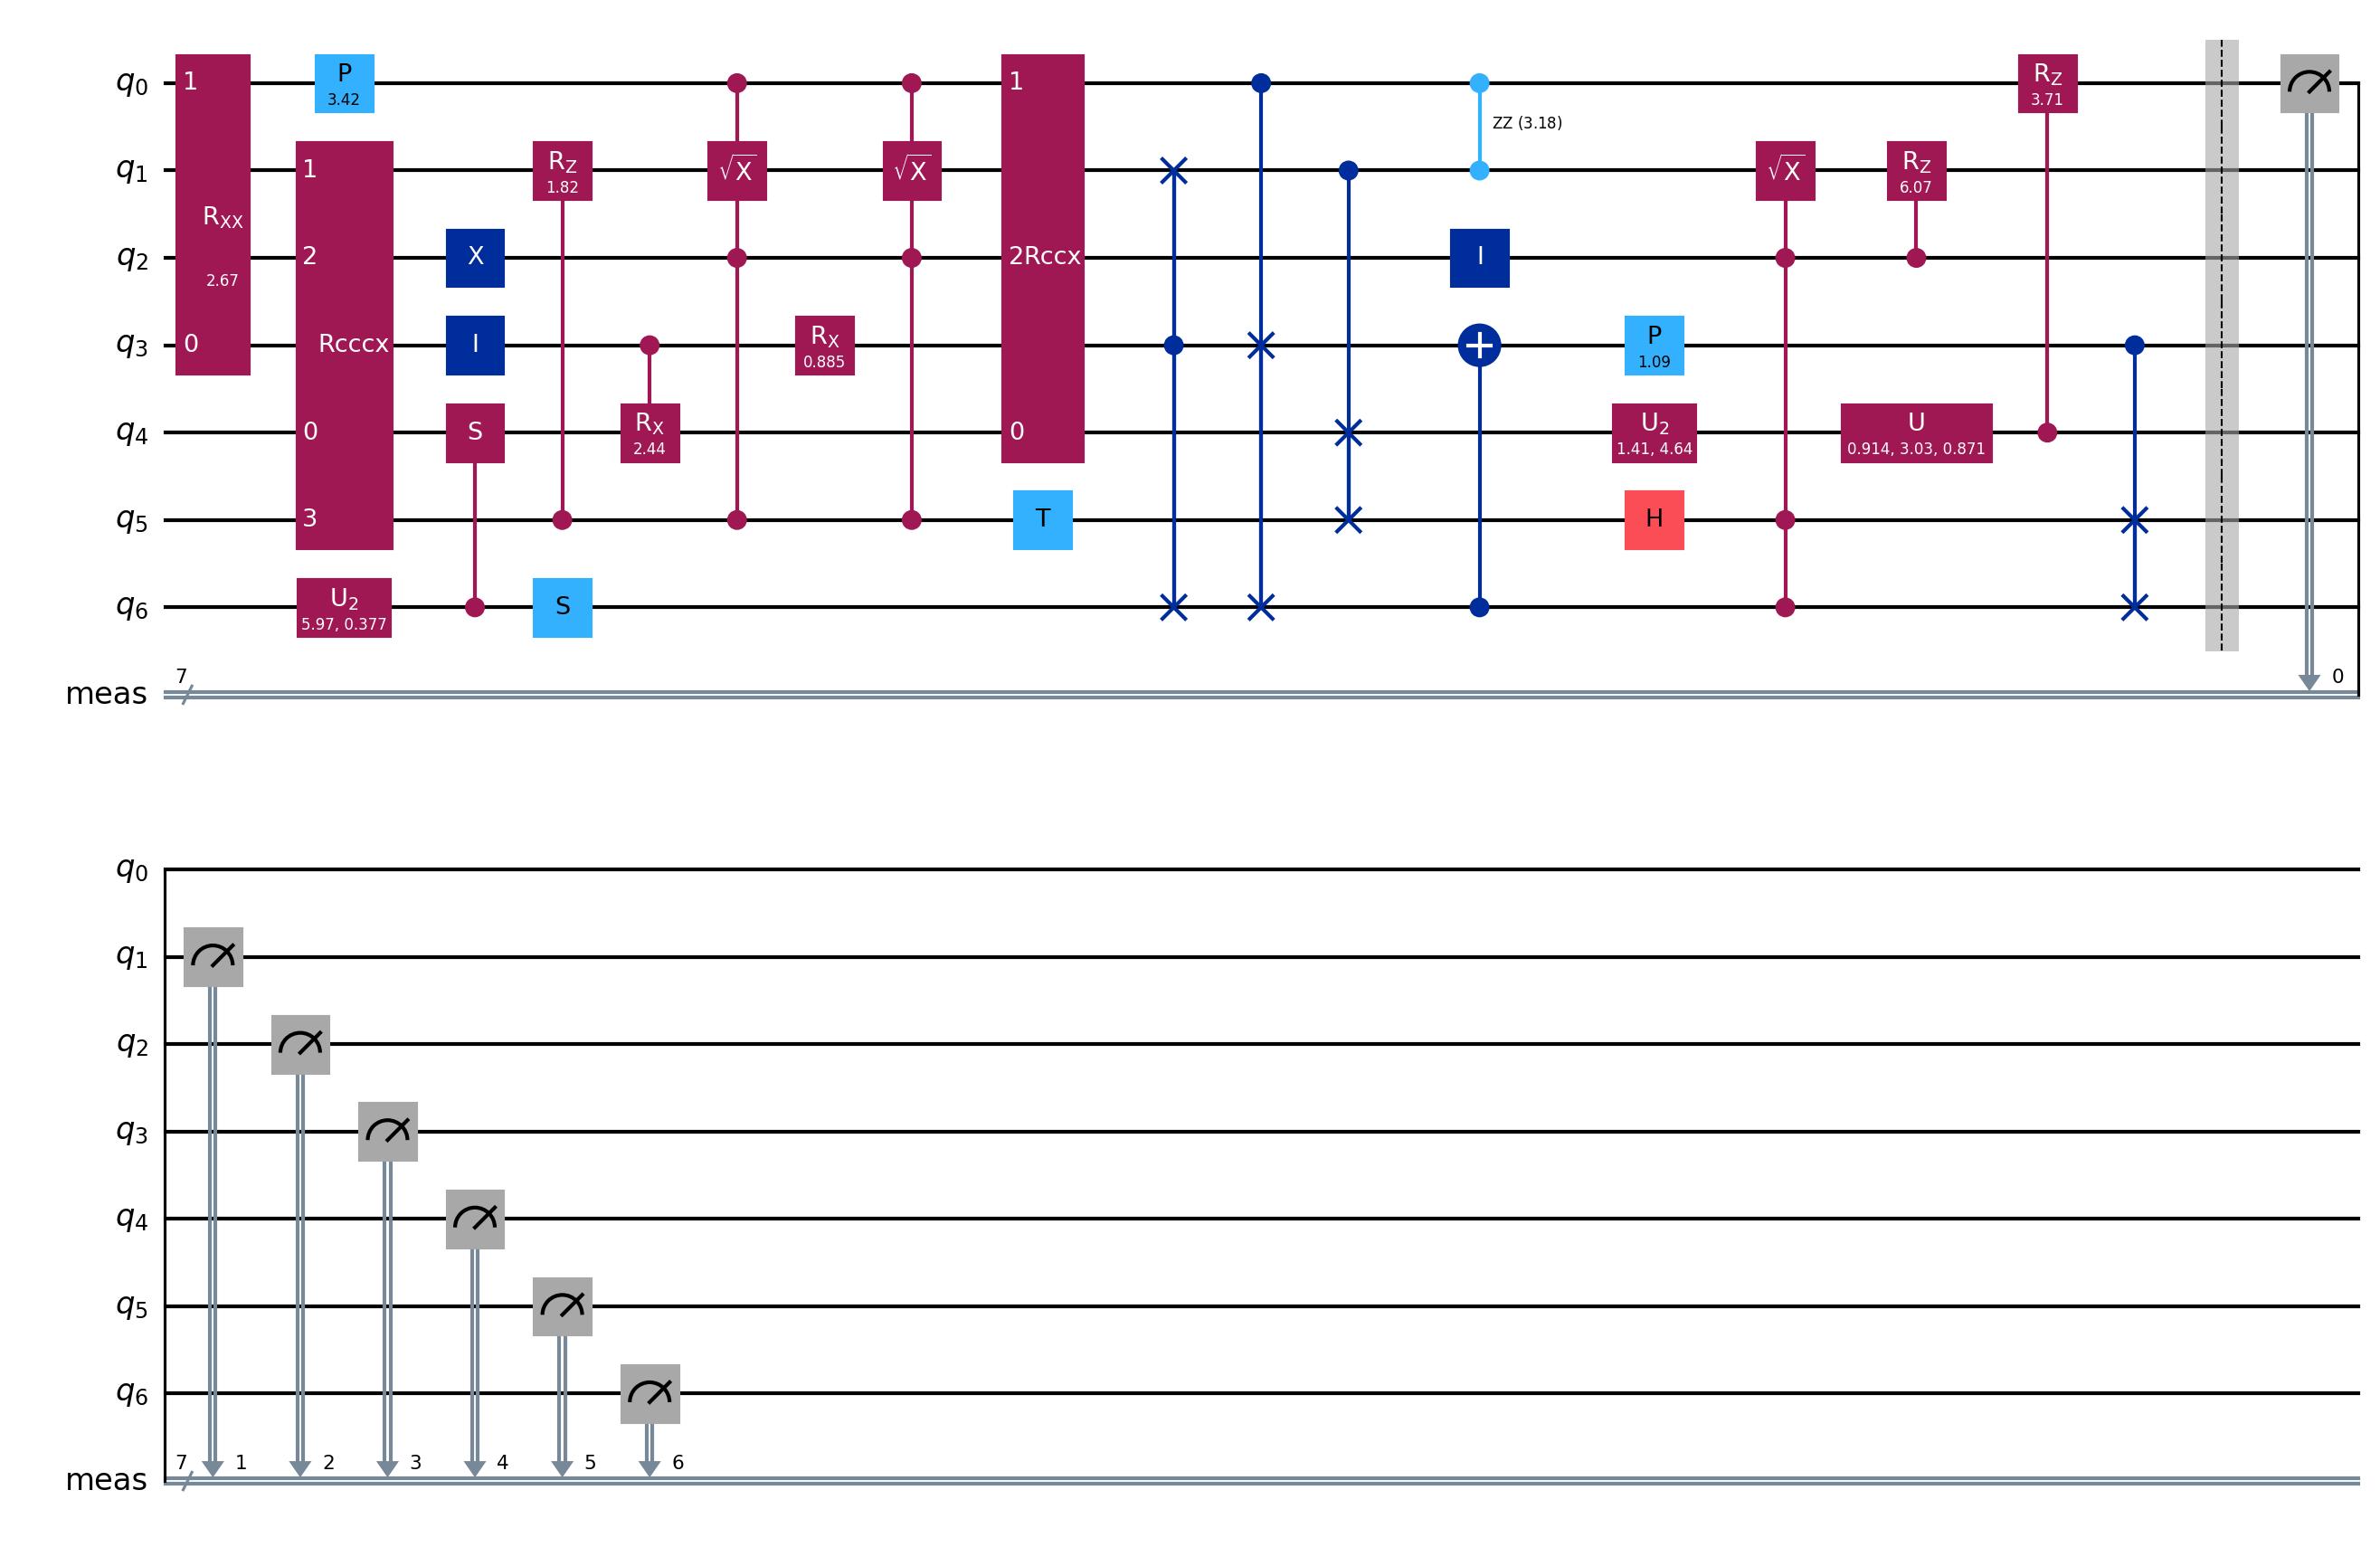 q0 1 P 3.42 1 RZ 3.71
q1 1 RZ 1.82 √X √X ZZ (3.18) √X RZ 6.07
RXX 2.67
q2 2 X 2Rccx I
q3 0 Rcccx I RX 0.885 P 1.09
q4 0 S RX 2.44 0 U2 1.41, 4.64 U 0.914, 3.03, 0.871
q5 3 T H
q6 U2 5.97, 0.377 S
meas 7 0
q0
q1
q2
q3
q4
q5
q6
meas 7 1 2 3 4 5 6